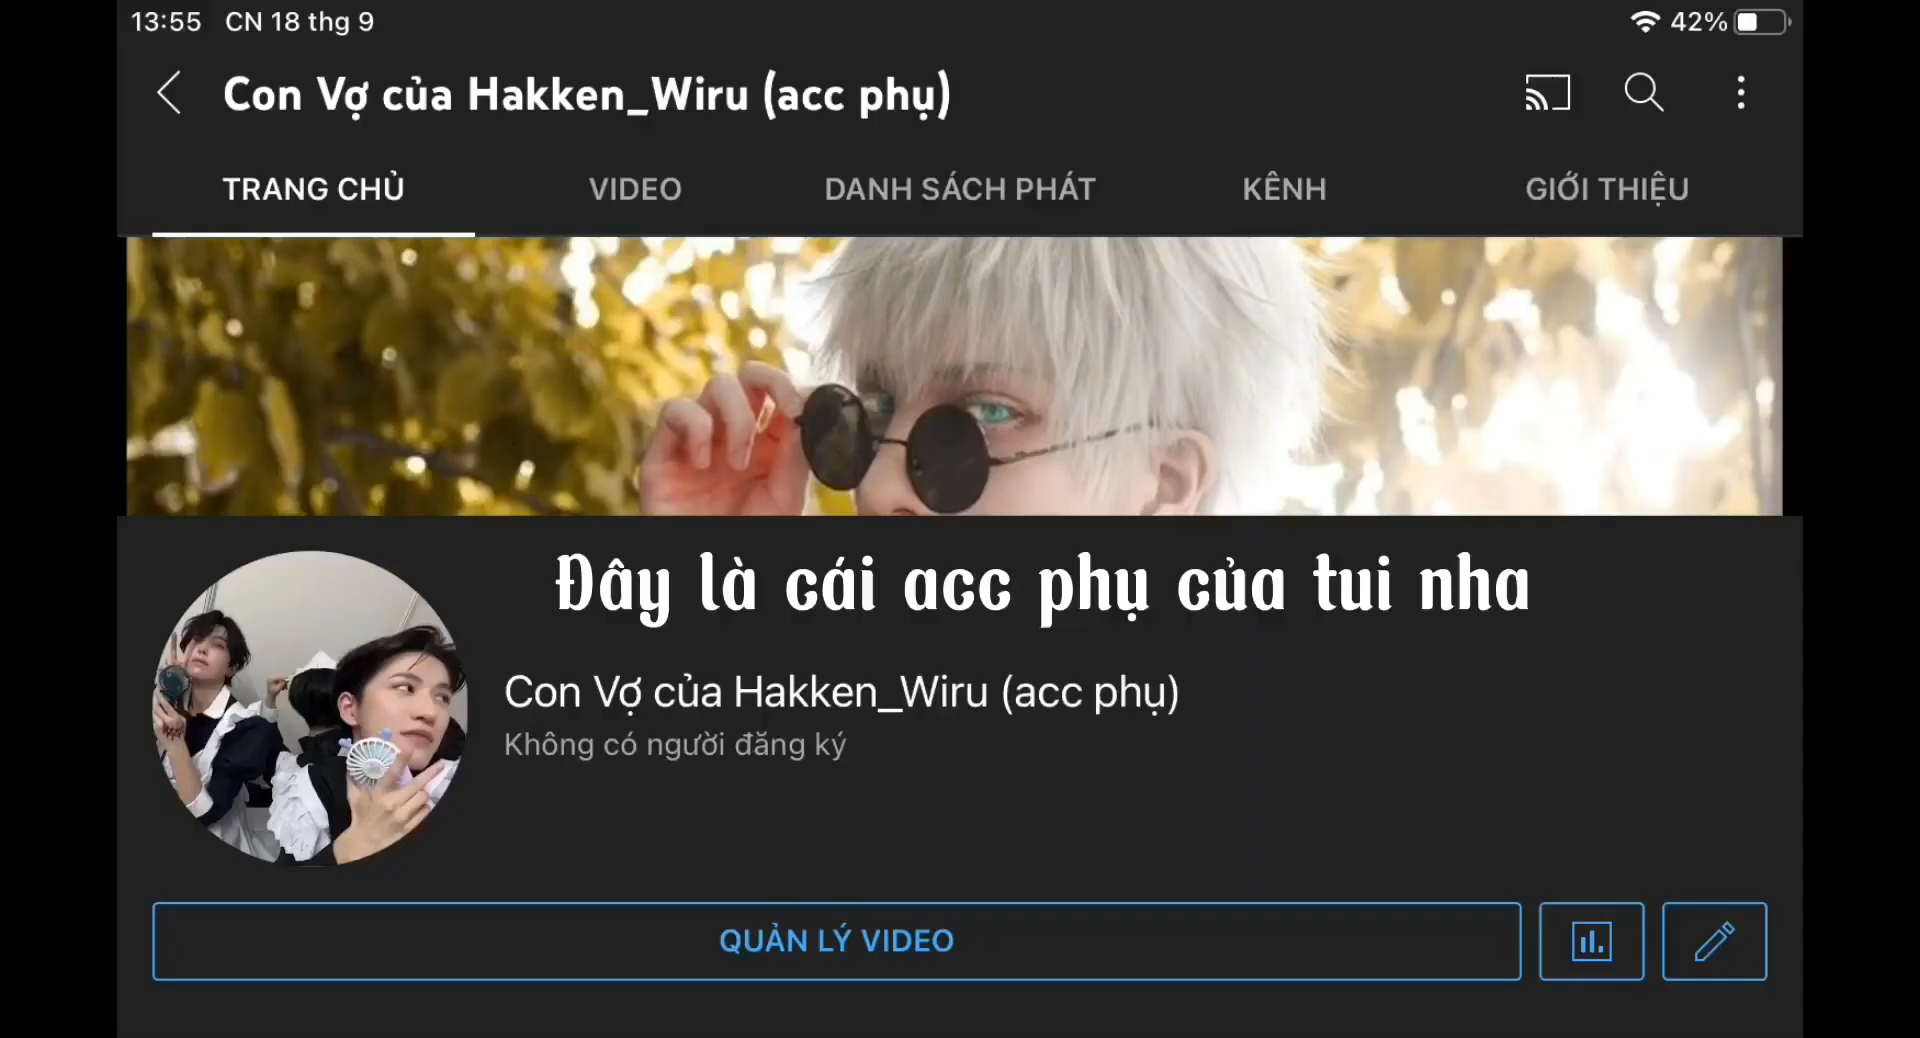 13:55 CN 18 thg 9 42%
Con Vợ của Hakken_Wiru (acc phụ)
TRANG CHỦ VIDEO DANH SÁCH PHÁT KÊNH GIỚI THIỆU
Đây là cái acc phụ của tui nha
Con Vợ của Hakken_Wiru (acc phụ)
Không có người đăng ký
QUẢN LÝ VIDEO